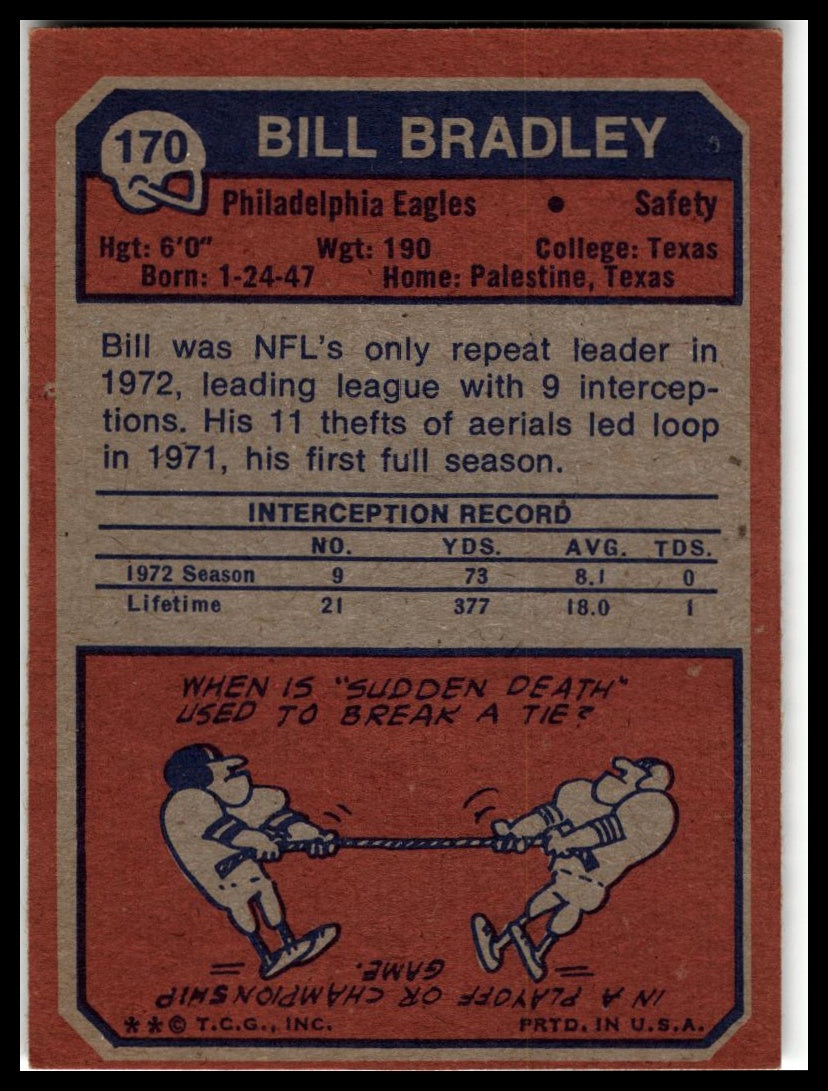 170
BILL BRADLEY
Philadelphia Eagles • Safety
Hgt: 6'0" Wgt: 190 College: Texas
Born: 1-24-47 Home: Palestine, Texas
Bill was NFL's only repeat leader in
1972, leading league with 9 intercep-
tions. His 11 thefts of aerials led loop
in 1971, his first full season.
INTERCEPTION RECORD
NO. YDS. AVG. TDS.
1972 Season 9 73 8.1 0
Lifetime 21 377 18.0 1
WHEN IS "SUDDEN DEATH"
USED TO BREAK A TIE?
IN A PLAYOFF OR CHAMPIONSHIP
GAME.
**© T.C.G., INC. PRTD. IN U.S.A.